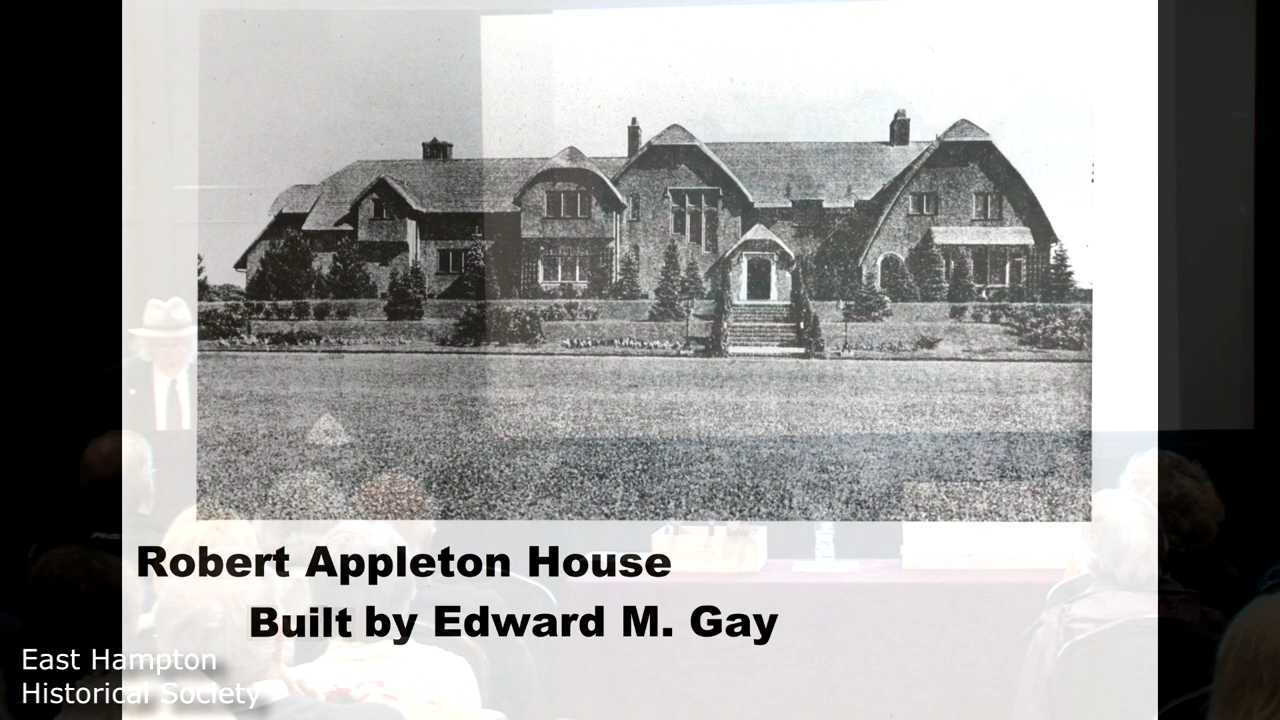 Robert Appleton House
Built by Edward M. Gay
East Hampton
Historical Society